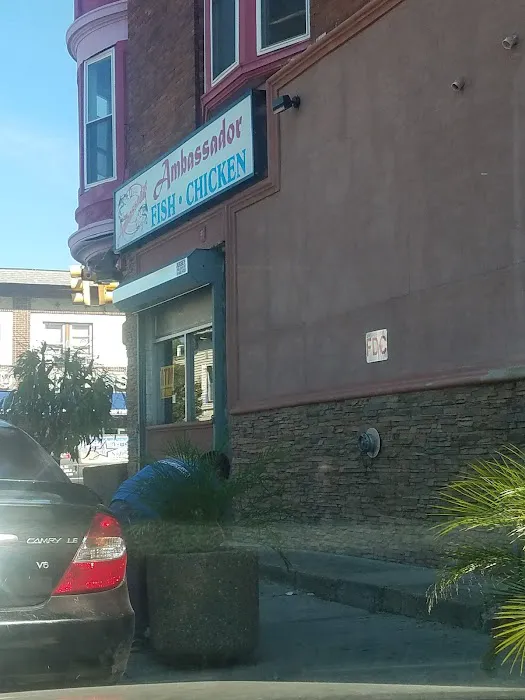 Ambassador
FISH • CHICKEN
FDC
CAMRY LE
V6